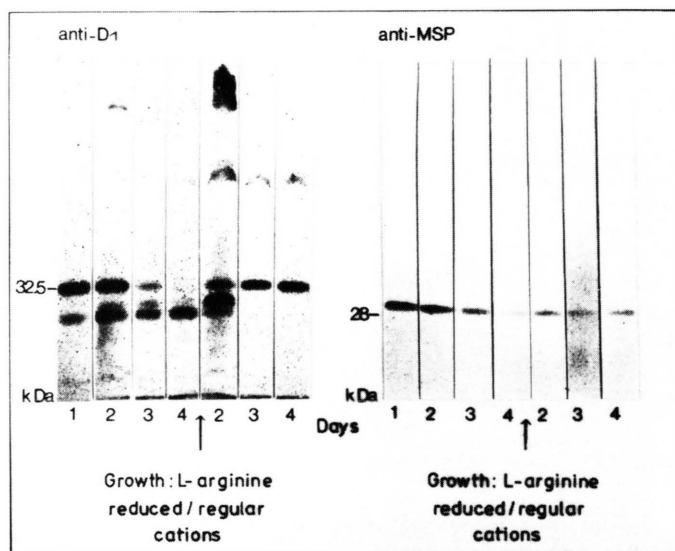 anti-D1
anti-MSP
32.5
28
kDa
kDa
1 2 3 4 2 3 4
Days
1 2 3 4 2 3 4
Growth: L-arginine
reduced / regular
cations
Growth: L-arginine
reduced / regular
cations